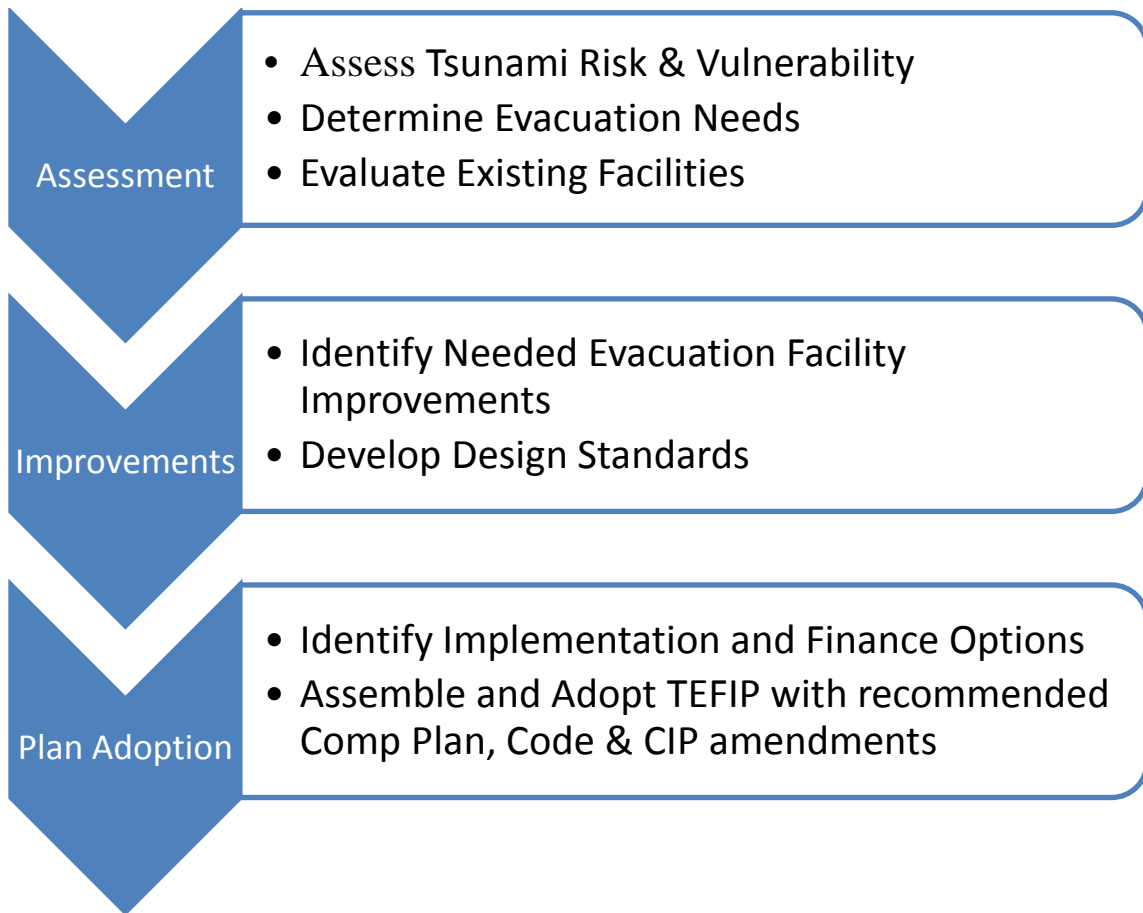 Assessment
• Assess Tsunami Risk & Vulnerability
• Determine Evacuation Needs
• Evaluate Existing Facilities
Improvements
• Identify Needed Evacuation Facility
Improvements
• Develop Design Standards
Plan Adoption
• Identify Implementation and Finance Options
• Assemble and Adopt TEFIP with recommended
Comp Plan, Code & CIP amendments